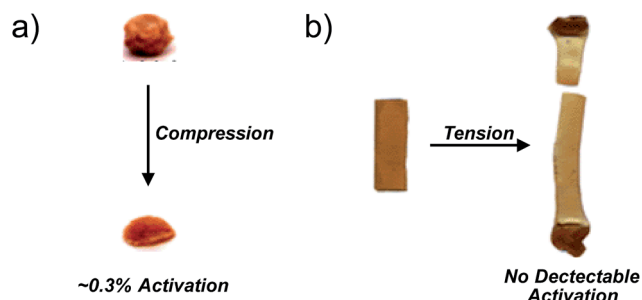 a)
Compression
~0.3% Activation
b)
Tension
No Dectectable
Activation